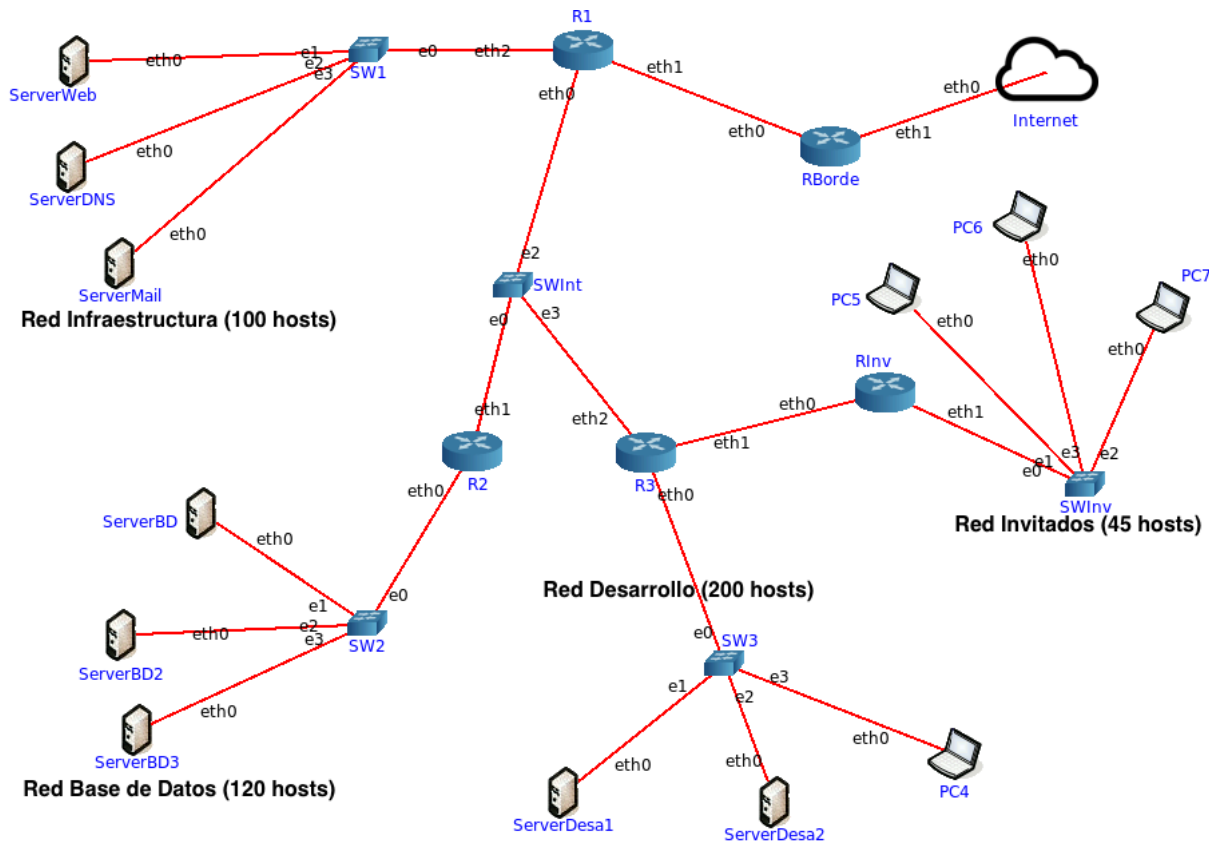 R1
eth0
e1
e0
eth2
e2
e3
SW1
ServerWeb
eth1
eth0
Internet
eth0
eth0
eth1
eth0
RBorde
ServerDNS
PC6
eth0
ServerMail
eth0
e2
SWInt
PC7
PC5
Red Infraestructura (100 hosts)
e0
e3
eth0
eth0
RInv
eth1
eth2
eth0
eth1
eth1
e3
e2
e1
e0
R2
R3
eth0
eth0
SWInv
Red Invitados (45 hosts)
ServerBD
eth0
Red Desarrollo (200 hosts)
e0
e1
e2
e3
eth0
SW2
e0
SW3
ServerBD2
e1
e2
e3
eth0
ServerBD3
eth0
eth0
eth0
Red Base de Datos (120 hosts)
PC4
ServerDesa1
ServerDesa2